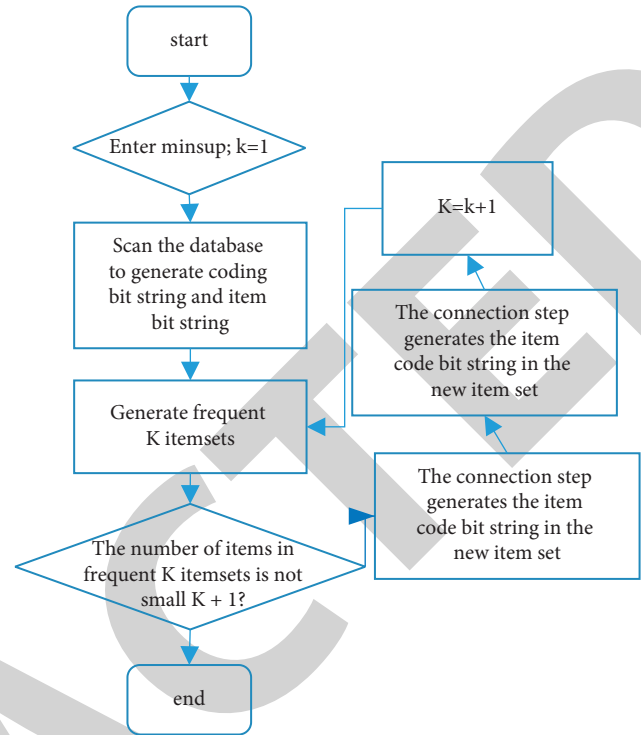 start
Enter minsup; k=1
Scan the database
to generate coding
bit string and item
bit string
Generate frequent
K itemsets
The number of items in
frequent K itemsets is not
small K + 1?
end
K=k+1
The connection step
generates the item
code bit string in the
new item set
The connection step
generates the item
code bit string in the
new item set